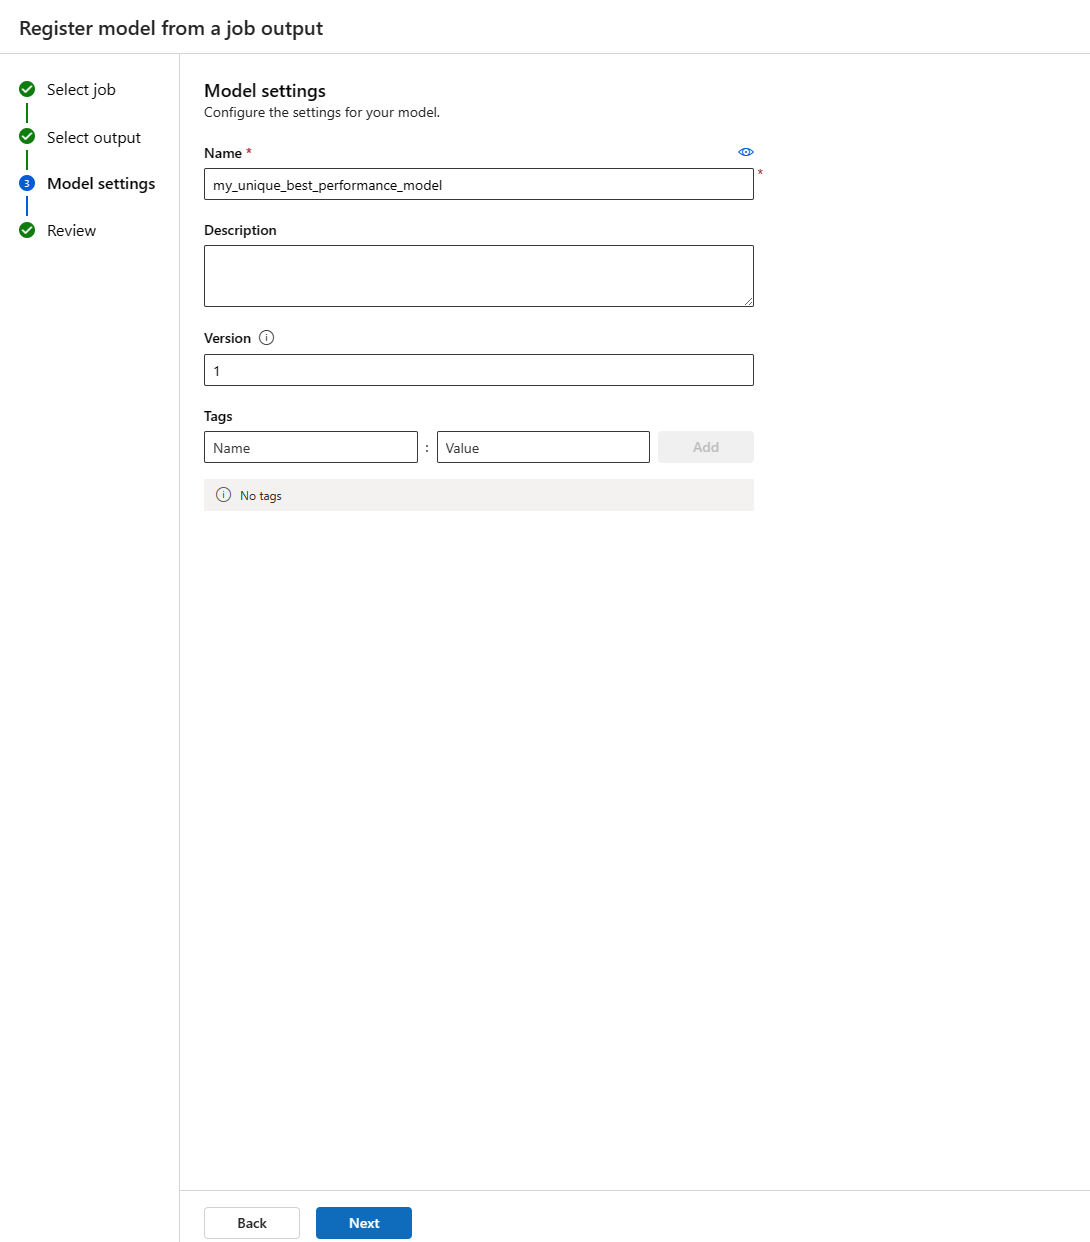 Register model from a job output
Select job
Select output
3 Model settings
Review
Model settings
Configure the settings for your model.
Name *
my_unique_best_performance_model *
Description
Version
1
Tags
Name : Value Add
No tags
Back Next